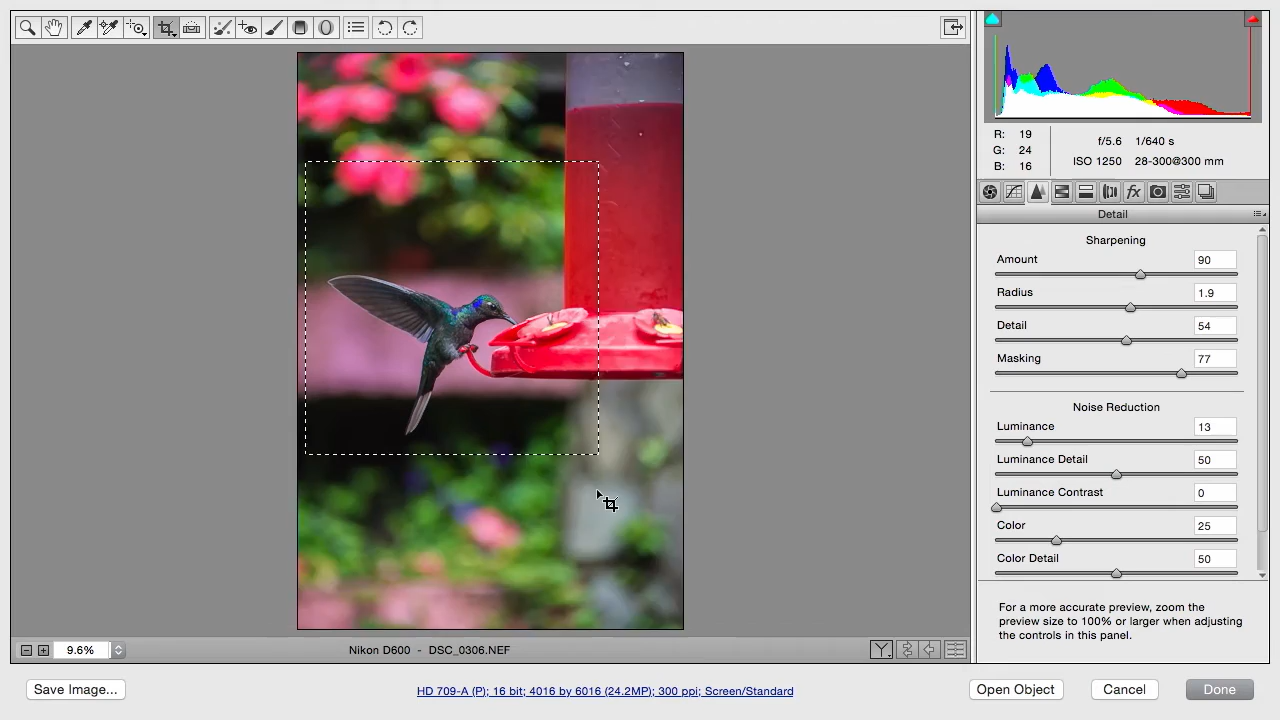 R: 19
G: 24
B: 16
f/5.6 1/640 s
ISO 1250 28-300@300 mm
fx
Detail
Sharpening
Amount 90
Radius 1.9
Detail 54
Masking 77
Noise Reduction
Luminance 13
Luminance Detail 50
Luminance Contrast 0
Color 25
Color Detail 50
For a more accurate preview, zoom the
preview size to 100% or larger when adjusting
the controls in this panel.
9.6% Nikon D600 - DSC_0306.NEF Y
Save Image... HD 709-A (P); 16 bit; 4016 by 6016 (24.2MP); 300 ppi; Screen/Standard Open Object Cancel Done